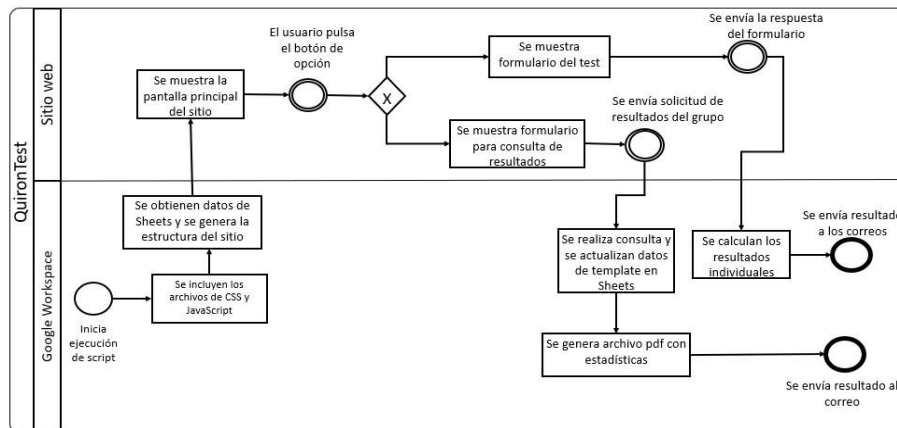 QuironTest
Sitio web
Google Workspace
El usuario pulsa
el botón de
opción
Se muestra la
pantalla principal
del sitio
X
Se muestra
formulario del test
Se envía la respuesta
del formulario
Se muestra formulario
para consulta de
resultados
Se envía solicitud de
resultados del grupo
Se obtienen datos de
Sheets y se genera la
estructura del sitio
Se incluyen los
archivos de CSS y
JavaScript
Inicia
ejecución
de script
Se realiza consulta y
se actualizan datos
de template en
Sheets
Se calculan los
resultados
individuales
Se envía resultado
a los correos
Se genera archivo pdf con
estadísticas
Se envía resultado al
correo